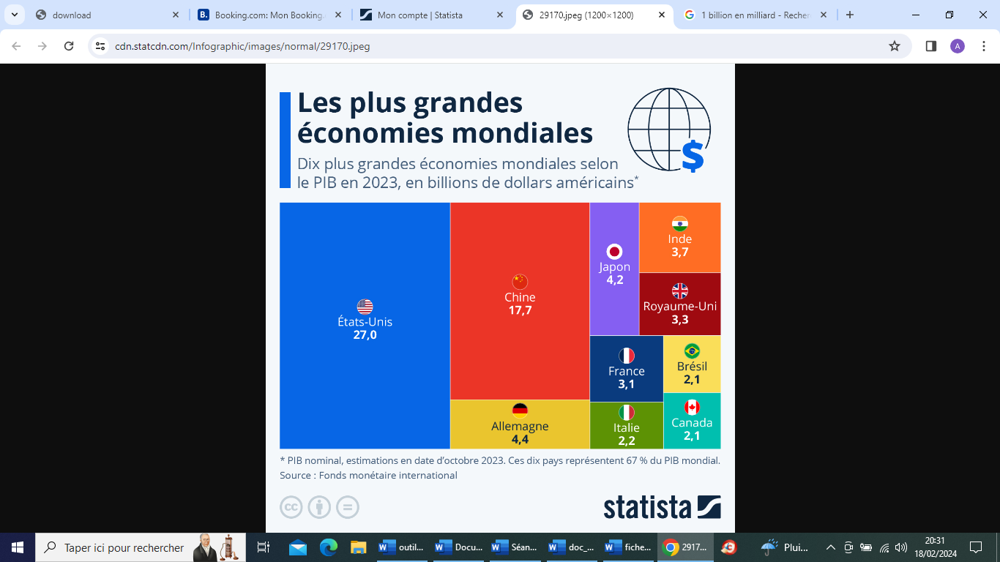 download
Booking.com: Mon Booking.
Mon compte | Statista
29170.jpeg (1200×1200)
1 billion en milliard - Recher
cdn.statcdn.com/Infographic/images/normal/29170.jpeg
A
Les plus grandes
économies mondiales
$
Dix plus grandes économies mondiales selon
le PIB en 2023, en billions de dollars américains*
États-Unis
27,0
Chine
17,7
Allemagne
4,4
Japon
4,2
Inde
3,7
Royaume-Uni
3,3
France
3,1
Brésil
2,1
Italie
2,2
Canada
2,1
* PIB nominal, estimations en date d’octobre 2023. Ces dix pays représentent 67 % du PIB mondial.
Source : Fonds monétaire international
cc
statista
Taper ici pour rechercher
outil...
Docu...
Séan...
doc_...
fiche...
2917...
Plui...
20:31
18/02/2024